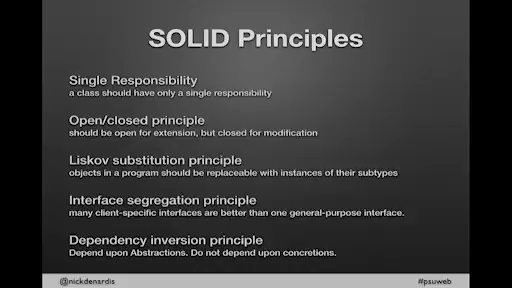 SOLID Principles
Single Responsibility
a class should have only a single responsibility
Open/closed principle
should be open for extension, but closed for modification
Liskov substitution principle
objects in a program should be replaceable with instances of their subtypes
Interface segregation principle
many client-specific interfaces are better than one general-purpose interface.
Dependency inversion principle
Depend upon Abstractions. Do not depend upon concretions.
@nickdenardis #psuweb